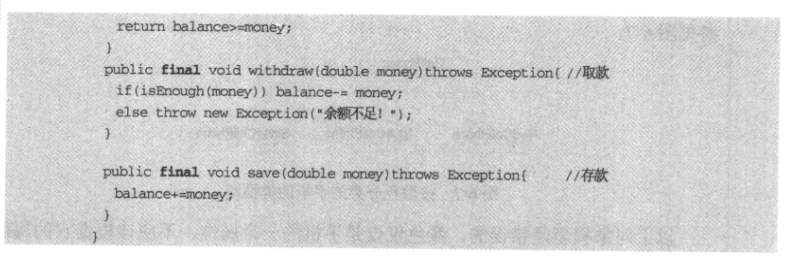 return balance>=money;
}
public final void withdraw(double money)throws Exception{ //取款
if(isEnough(money)) balance-= money;
else throw new Exception("余额不足！");
}
public final void save(double money)throws Exception{ //存款
balance+=money;
}
}